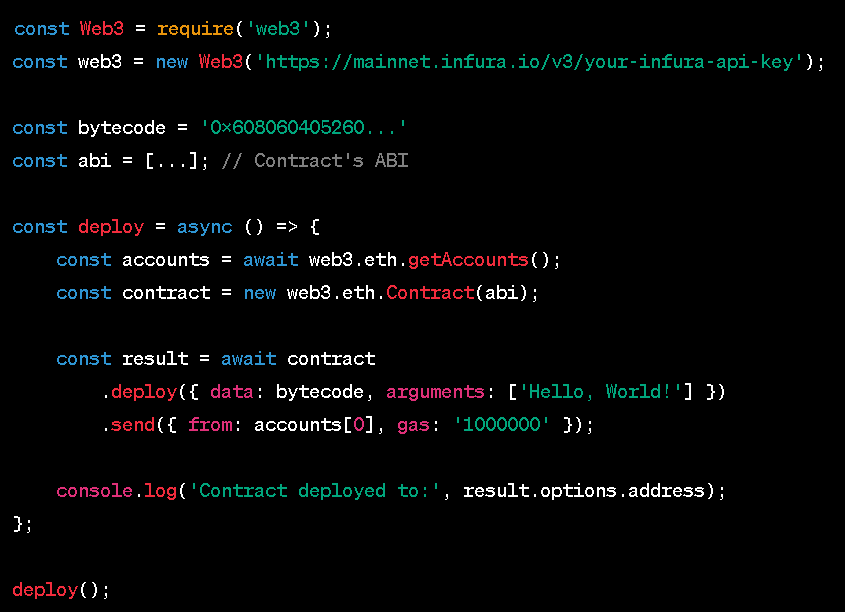 const Web3 = require('web3');
const web3 = new Web3('https://mainnet.infura.io/v3/your-infura-api-key');
const bytecode = '0x608060405260...'
const abi = [...]; // Contract's ABI
const deploy = async () => {
    const accounts = await web3.eth.getAccounts();
    const contract = new web3.eth.Contract(abi);
    const result = await contract
        .deploy({ data: bytecode, arguments: ['Hello, World!'] })
        .send({ from: accounts[0], gas: '1000000' });
    console.log('Contract deployed to:', result.options.address);
};
deploy();